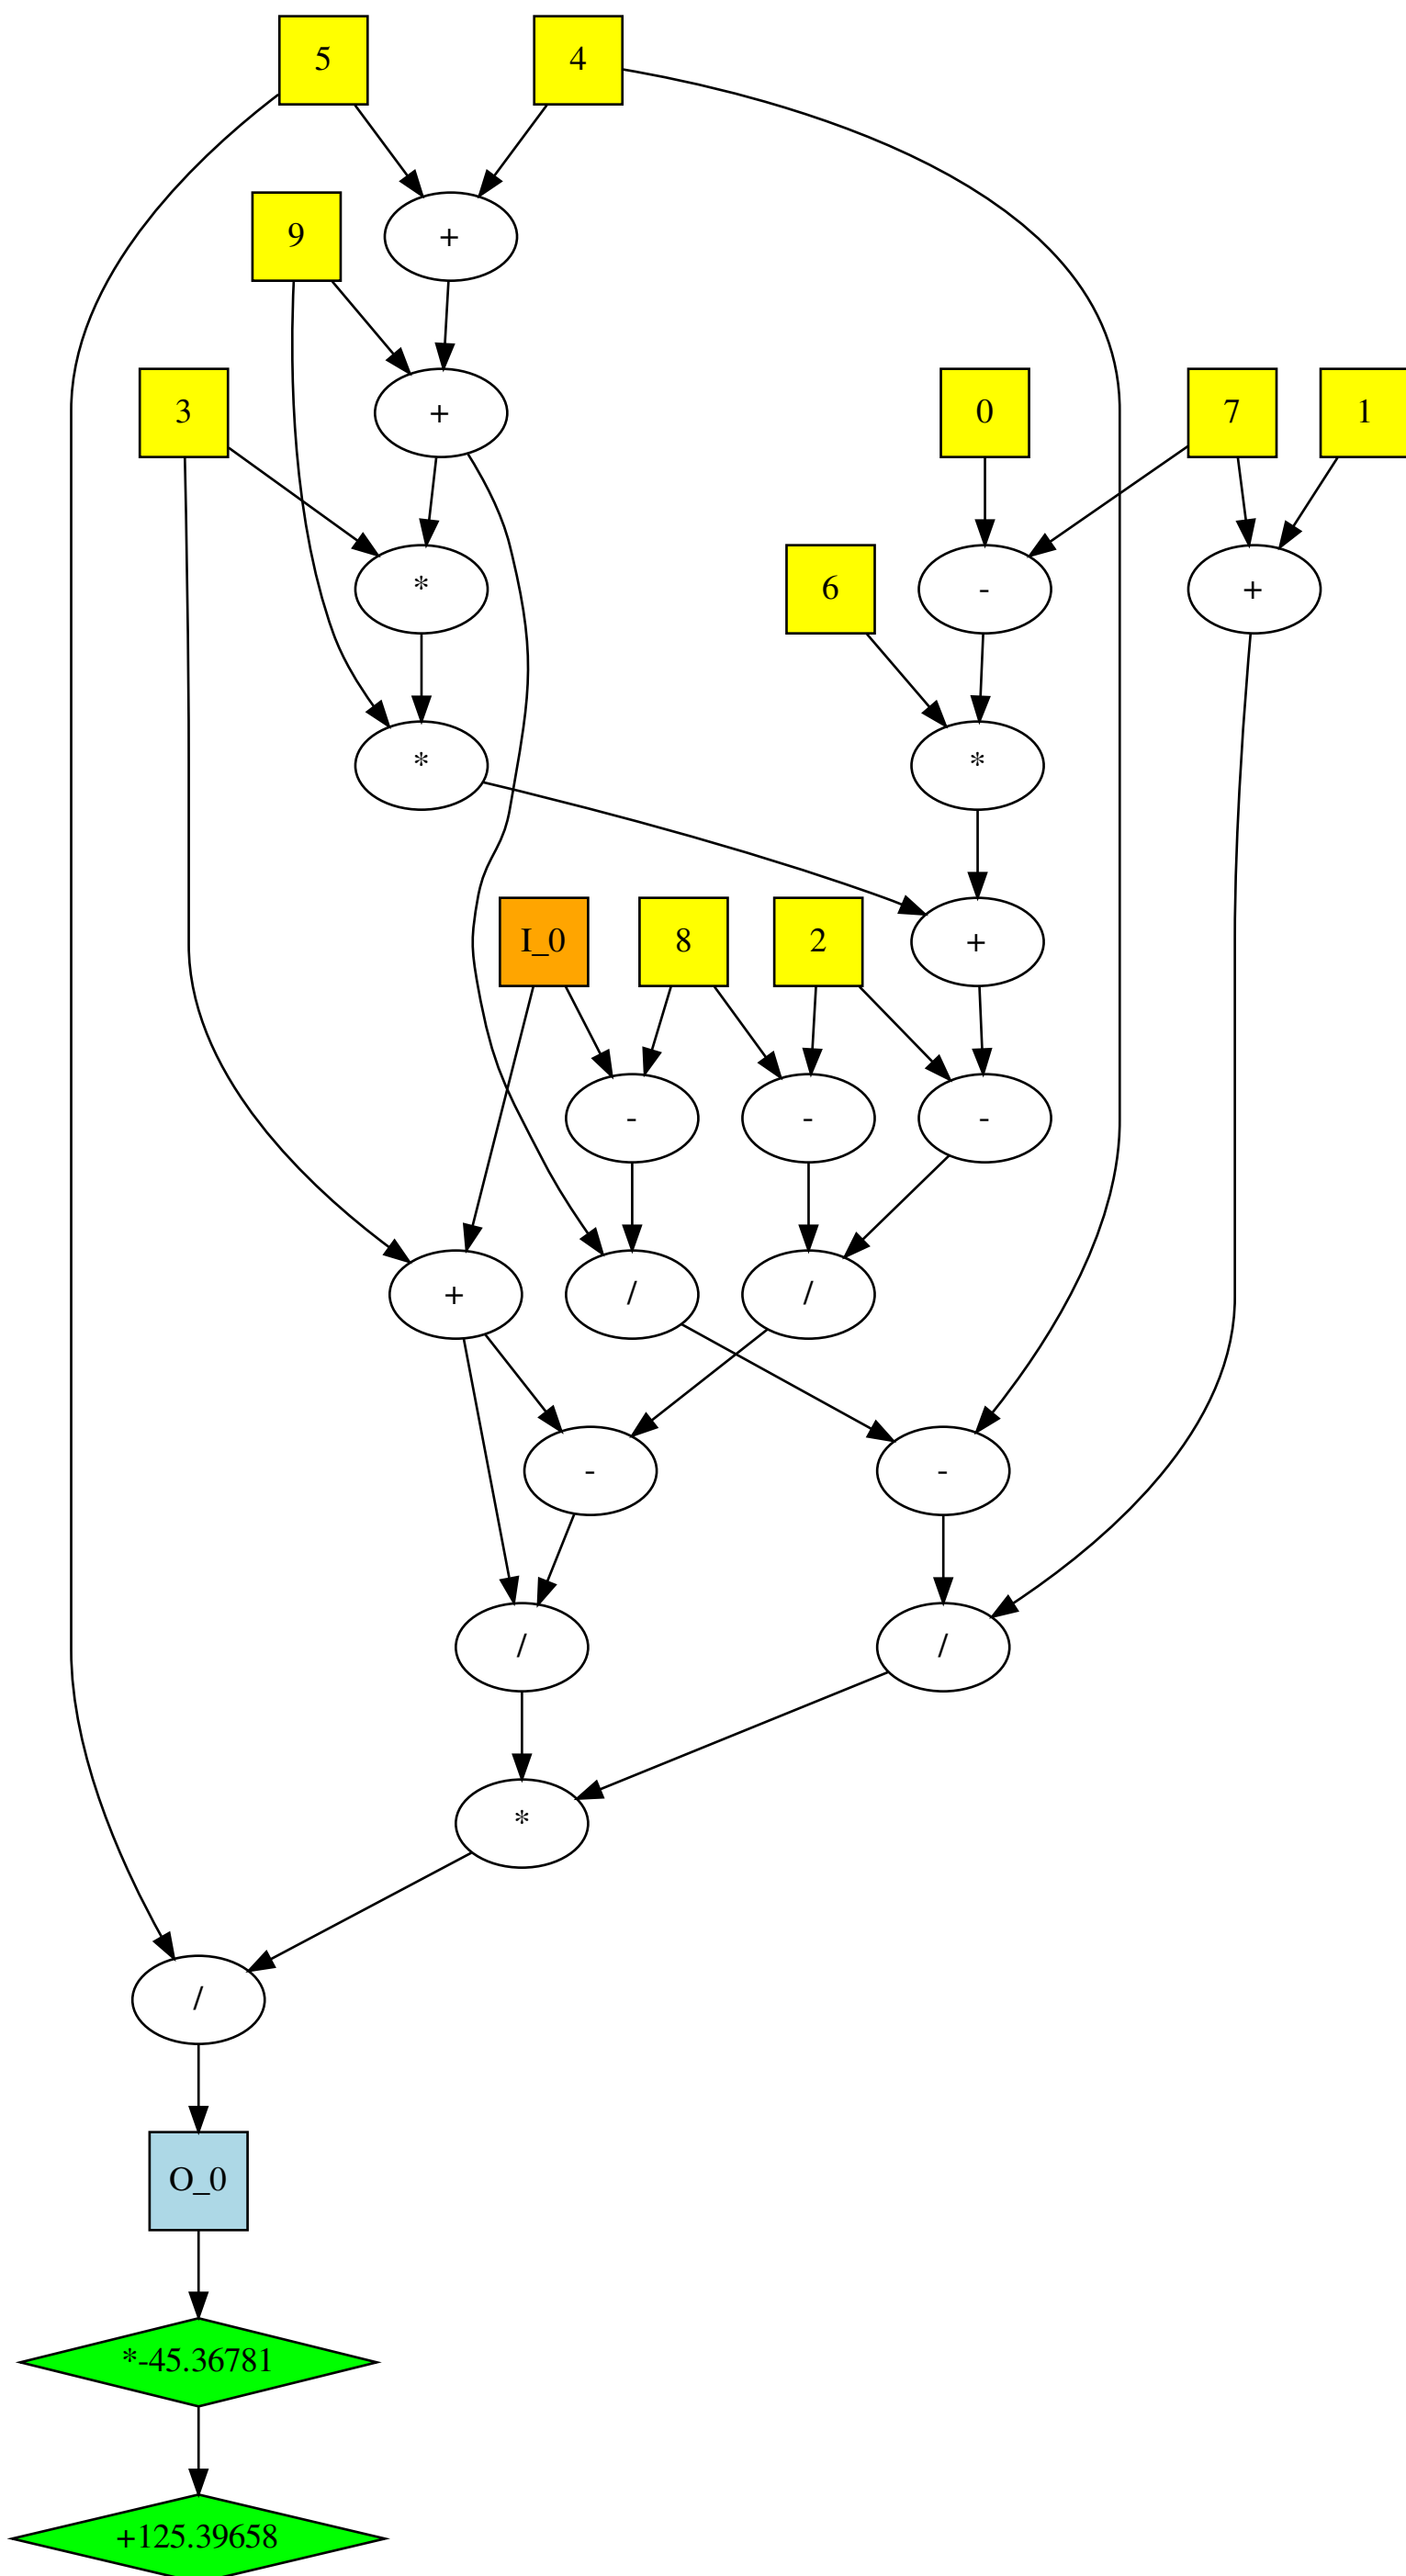 5 4
9 +
3 + 0 7 1
* 6 - +
* *
I_0 8 2 +
- - -
+ / /
- -
/ /
*
/
O_0
*-45.36781
+125.39658